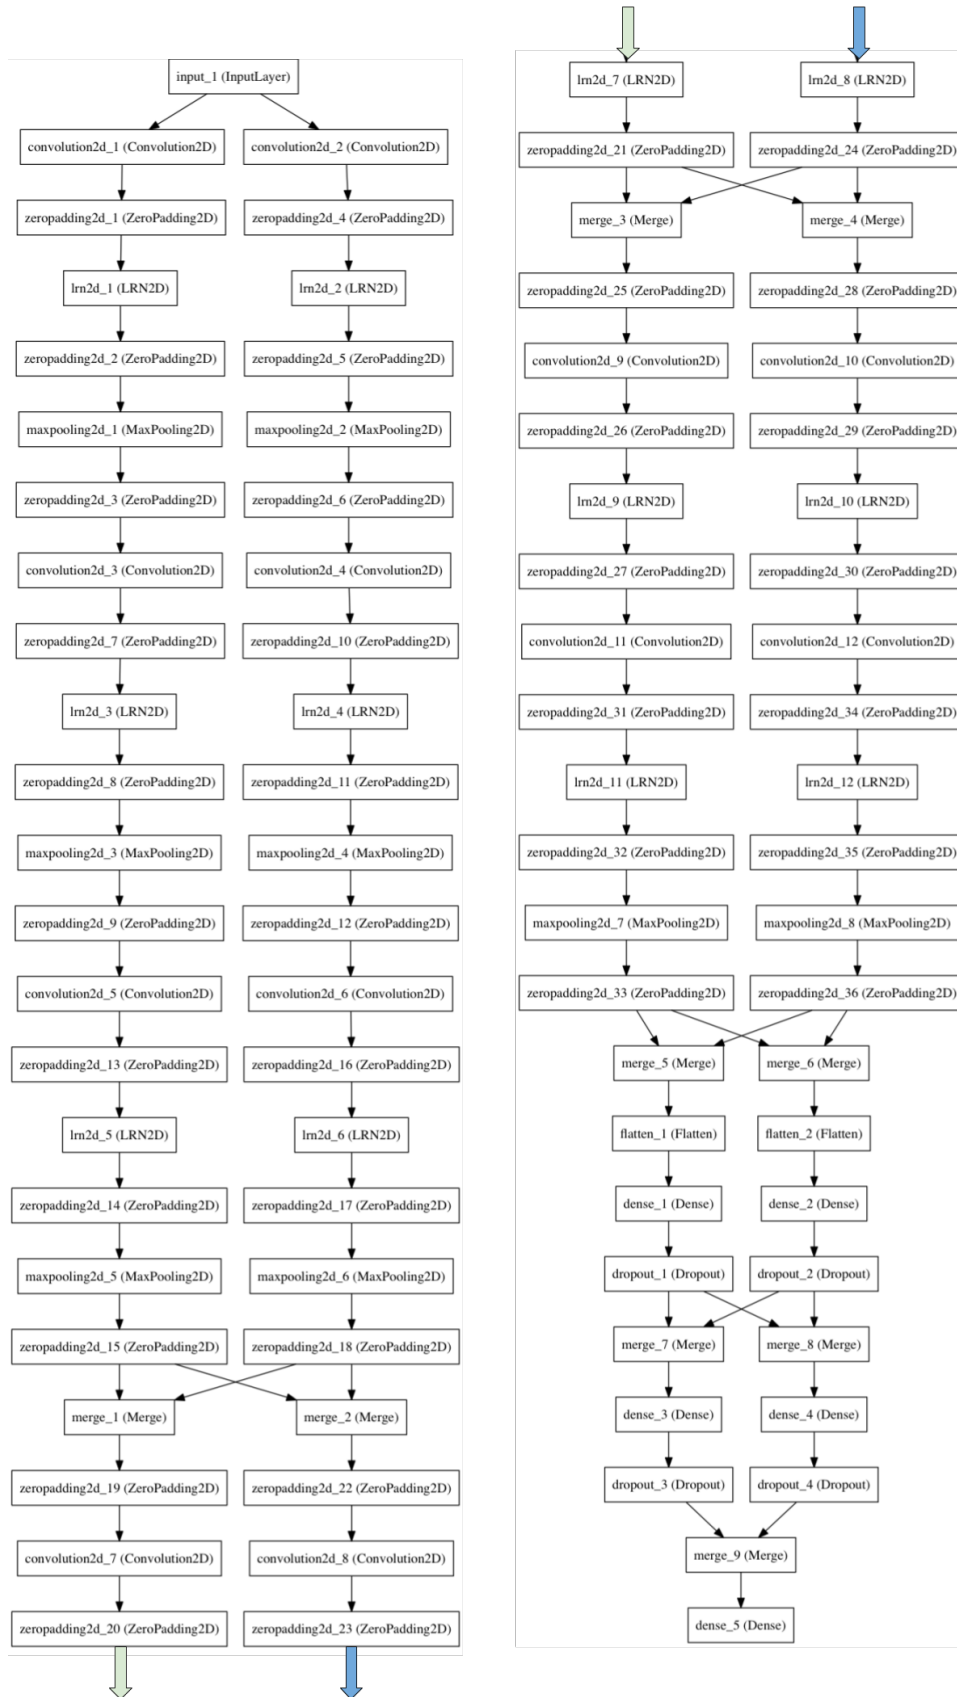 input_1 (InputLayer)
convolution2d_1 (Convolution2D)
convolution2d_2 (Convolution2D)
zeropadding2d_1 (ZeroPadding2D)
zeropadding2d_4 (ZeroPadding2D)
lrn2d_1 (LRN2D)
lrn2d_2 (LRN2D)
zeropadding2d_2 (ZeroPadding2D)
zeropadding2d_5 (ZeroPadding2D)
maxpooling2d_1 (MaxPooling2D)
maxpooling2d_2 (MaxPooling2D)
zeropadding2d_3 (ZeroPadding2D)
zeropadding2d_6 (ZeroPadding2D)
convolution2d_3 (Convolution2D)
convolution2d_4 (Convolution2D)
zeropadding2d_7 (ZeroPadding2D)
zeropadding2d_10 (ZeroPadding2D)
lrn2d_3 (LRN2D)
lrn2d_4 (LRN2D)
zeropadding2d_8 (ZeroPadding2D)
zeropadding2d_11 (ZeroPadding2D)
maxpooling2d_3 (MaxPooling2D)
maxpooling2d_4 (MaxPooling2D)
zeropadding2d_9 (ZeroPadding2D)
zeropadding2d_12 (ZeroPadding2D)
convolution2d_5 (Convolution2D)
convolution2d_6 (Convolution2D)
zeropadding2d_13 (ZeroPadding2D)
zeropadding2d_16 (ZeroPadding2D)
lrn2d_5 (LRN2D)
lrn2d_6 (LRN2D)
zeropadding2d_14 (ZeroPadding2D)
zeropadding2d_17 (ZeroPadding2D)
maxpooling2d_5 (MaxPooling2D)
maxpooling2d_6 (MaxPooling2D)
zeropadding2d_15 (ZeroPadding2D)
zeropadding2d_18 (ZeroPadding2D)
merge_1 (Merge)
merge_2 (Merge)
zeropadding2d_19 (ZeroPadding2D)
zeropadding2d_22 (ZeroPadding2D)
convolution2d_7 (Convolution2D)
convolution2d_8 (Convolution2D)
zeropadding2d_20 (ZeroPadding2D)
zeropadding2d_23 (ZeroPadding2D)
lrn2d_7 (LRN2D)
lrn2d_8 (LRN2D)
zeropadding2d_21 (ZeroPadding2D)
zeropadding2d_24 (ZeroPadding2D)
merge_3 (Merge)
merge_4 (Merge)
zeropadding2d_25 (ZeroPadding2D)
zeropadding2d_28 (ZeroPadding2D)
convolution2d_9 (Convolution2D)
convolution2d_10 (Convolution2D)
zeropadding2d_26 (ZeroPadding2D)
zeropadding2d_29 (ZeroPadding2D)
lrn2d_9 (LRN2D)
lrn2d_10 (LRN2D)
zeropadding2d_27 (ZeroPadding2D)
zeropadding2d_30 (ZeroPadding2D)
convolution2d_11 (Convolution2D)
convolution2d_12 (Convolution2D)
zeropadding2d_31 (ZeroPadding2D)
zeropadding2d_34 (ZeroPadding2D)
lrn2d_11 (LRN2D)
lrn2d_12 (LRN2D)
zeropadding2d_32 (ZeroPadding2D)
zeropadding2d_35 (ZeroPadding2D)
maxpooling2d_7 (MaxPooling2D)
maxpooling2d_8 (MaxPooling2D)
zeropadding2d_33 (ZeroPadding2D)
zeropadding2d_36 (ZeroPadding2D)
merge_5 (Merge)
merge_6 (Merge)
flatten_1 (Flatten)
flatten_2 (Flatten)
dense_1 (Dense)
dense_2 (Dense)
dropout_1 (Dropout)
dropout_2 (Dropout)
merge_7 (Merge)
merge_8 (Merge)
dense_3 (Dense)
dense_4 (Dense)
dropout_3 (Dropout)
dropout_4 (Dropout)
merge_9 (Merge)
dense_5 (Dense)